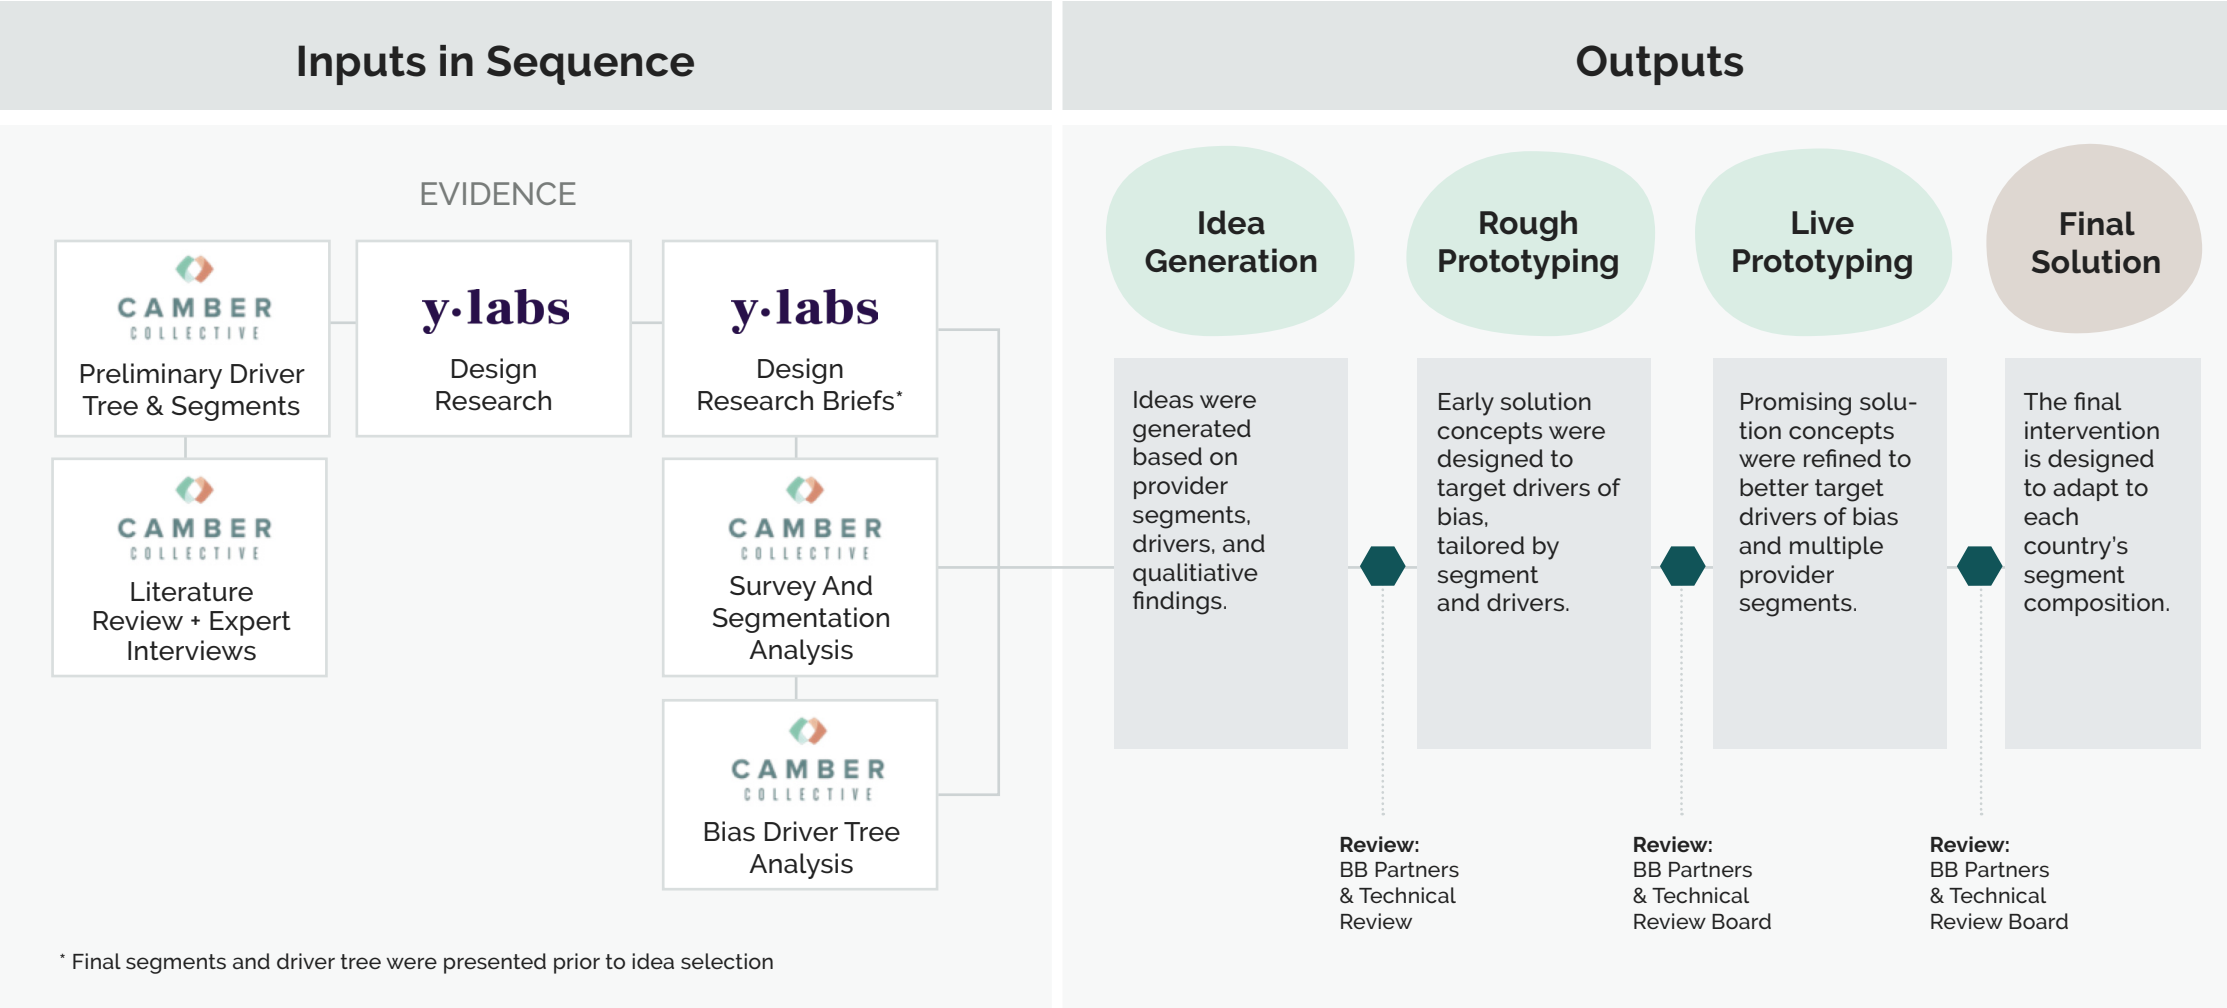 Inputs in Sequence
Outputs
EVIDENCE
CAMBER
COLLECTIVE
Preliminary Driver
Tree & Segments
y·labs
Design
Research
y·labs
Design
Research Briefs*
CAMBER
COLLECTIVE
Literature
Review + Expert
Interviews
CAMBER
COLLECTIVE
Survey And
Segmentation
Analysis
CAMBER
COLLECTIVE
Bias Driver Tree
Analysis
* Final segments and driver tree were presented prior to idea selection
Idea
Generation
Ideas were
generated
based on
provider
segments,
drivers, and
qualitiative
findings.
Rough
Prototyping
Early solution
concepts were
designed to
target drivers of
bias,
tailored by
segment
and drivers.
Live
Prototyping
Promising solu-
tion concepts
were refined to
better target
drivers of bias
and multiple
provider
segments.
Final
Solution
The final
intervention
is designed
to adapt to
each
country’s
segment
composition.
Review:
BB Partners
& Technical
Review
Review:
BB Partners
& Technical
Review Board
Review:
BB Partners
& Technical
Review Board